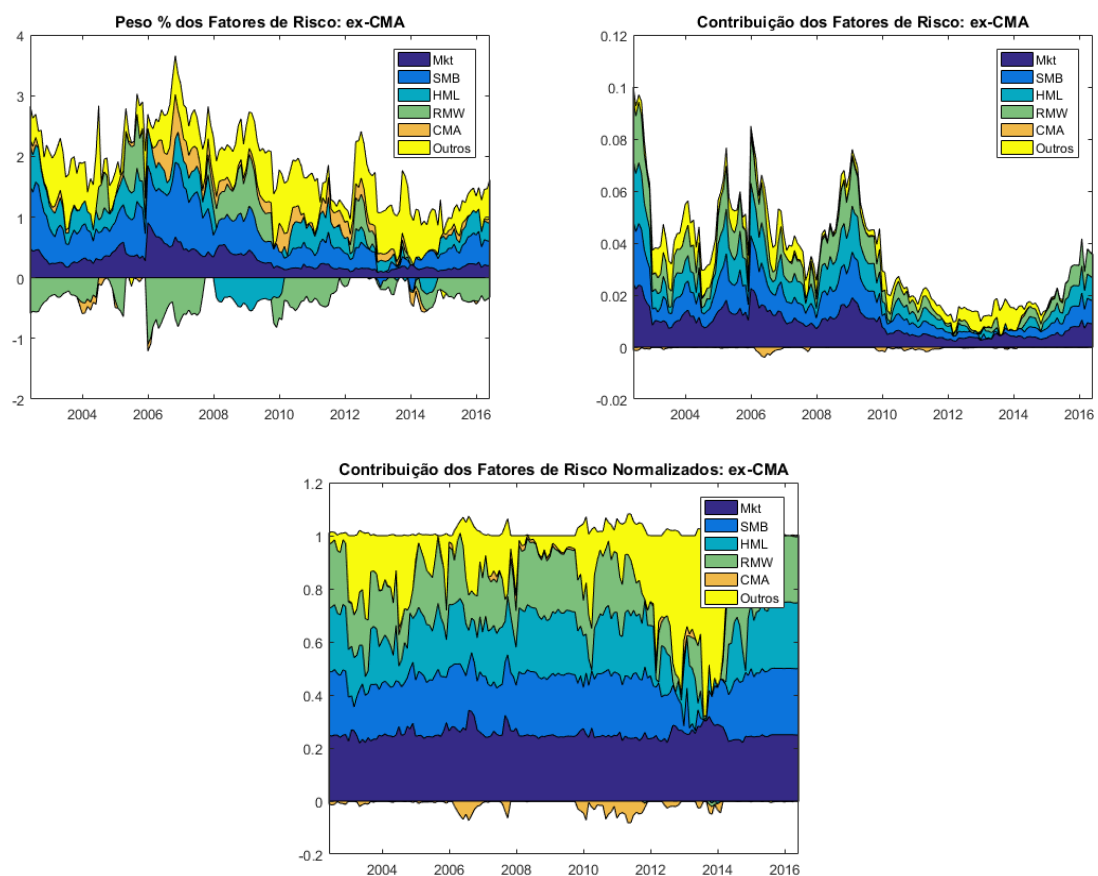 Peso % dos Fatores de Risco: ex-CMA
4
3
2
1
0
-1
-2
2004 2006 2008 2010 2012 2014 2016
Mkt
SMB
HML
RMW
CMA
Outros
Contribuição dos Fatores de Risco: ex-CMA
0.12
0.1
0.08
0.06
0.04
0.02
0
-0.02
2004 2006 2008 2010 2012 2014 2016
Mkt
SMB
HML
RMW
CMA
Outros
Contribuição dos Fatores de Risco Normalizados: ex-CMA
1.2
1
0.8
0.6
0.4
0.2
0
-0.2
2004 2006 2008 2010 2012 2014 2016
Mkt
SMB
HML
RMW
CMA
Outros